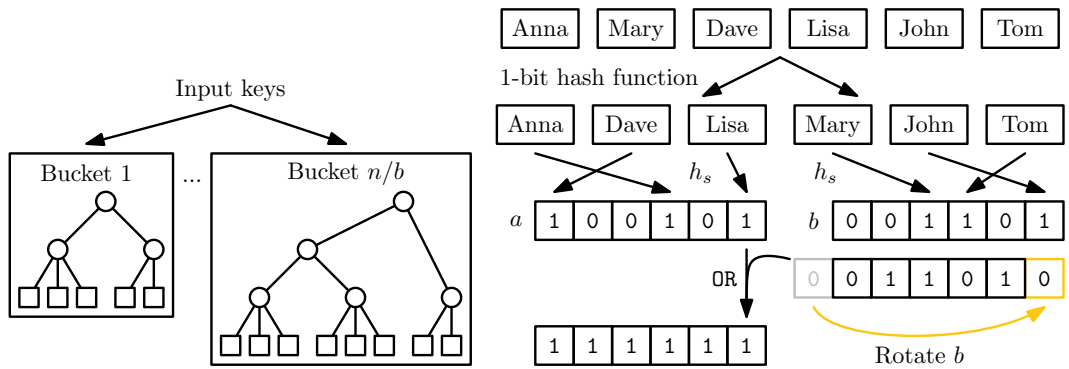 Input keys
Bucket 1
...
Bucket n/b
Anna Mary Dave Lisa John Tom
1-bit hash function
Anna Dave Lisa Mary John Tom
h_s h_s
a 1 0 0 1 0 1 b 0 0 1 1 0 1
OR 0 0 1 1 0 1 0
1 1 1 1 1 1
Rotate b